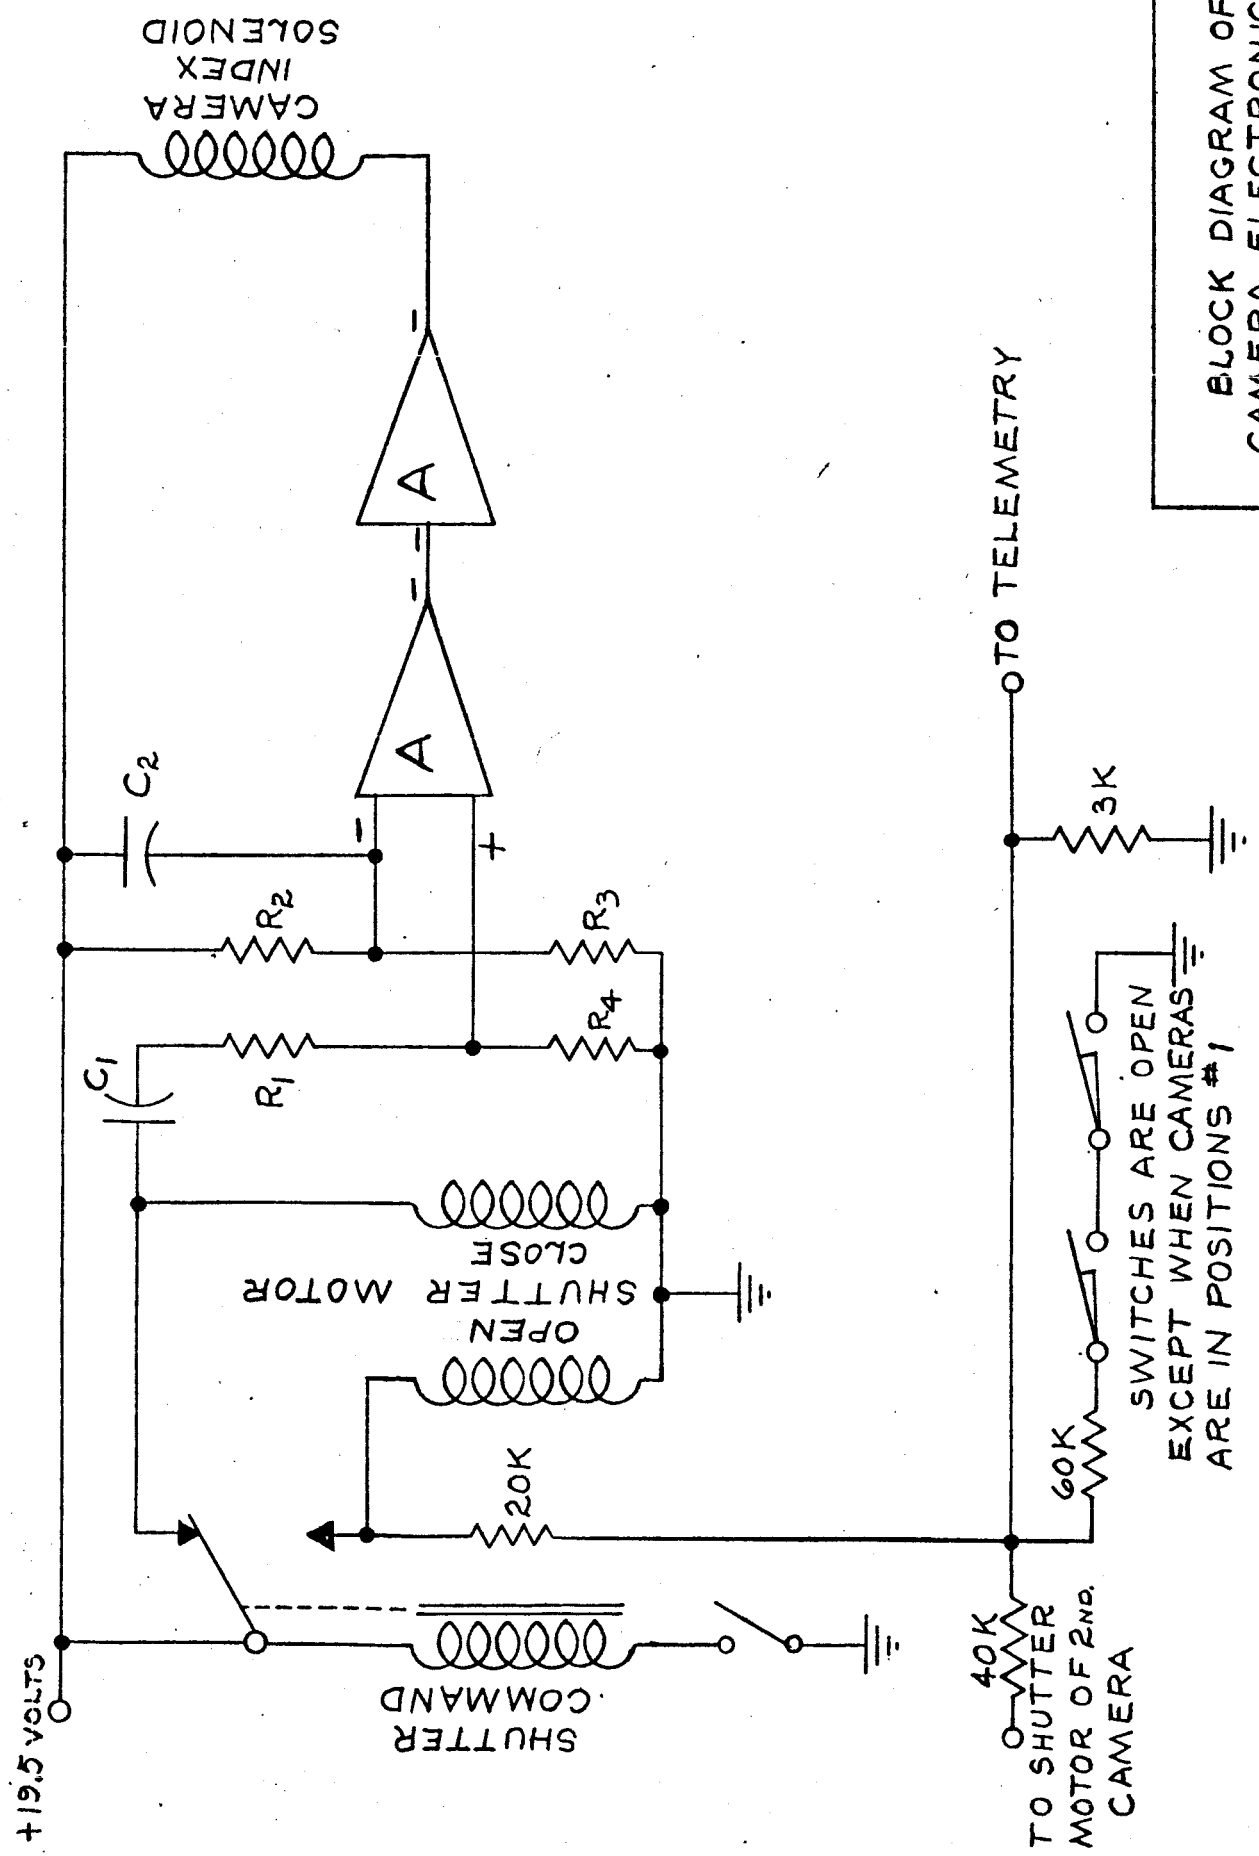 +19.5 VOLTS
SHUTTER
COMMAND
20K
OPEN
SHUTTER MOTOR
CLOSE
C1
R1
R2
R4
R3
C2
-
+
A
-
-
A
-
CAMERA
INDEX
SOLENOID
40K
TO SHUTTER
MOTOR OF 2ND.
CAMERA
60K
SWITCHES ARE OPEN
EXCEPT WHEN CAMERAS
ARE IN POSITIONS #1
3K
TO TELEMETRY
BLOCK DIAGRAM OF
CAMERA ELECTRONIC